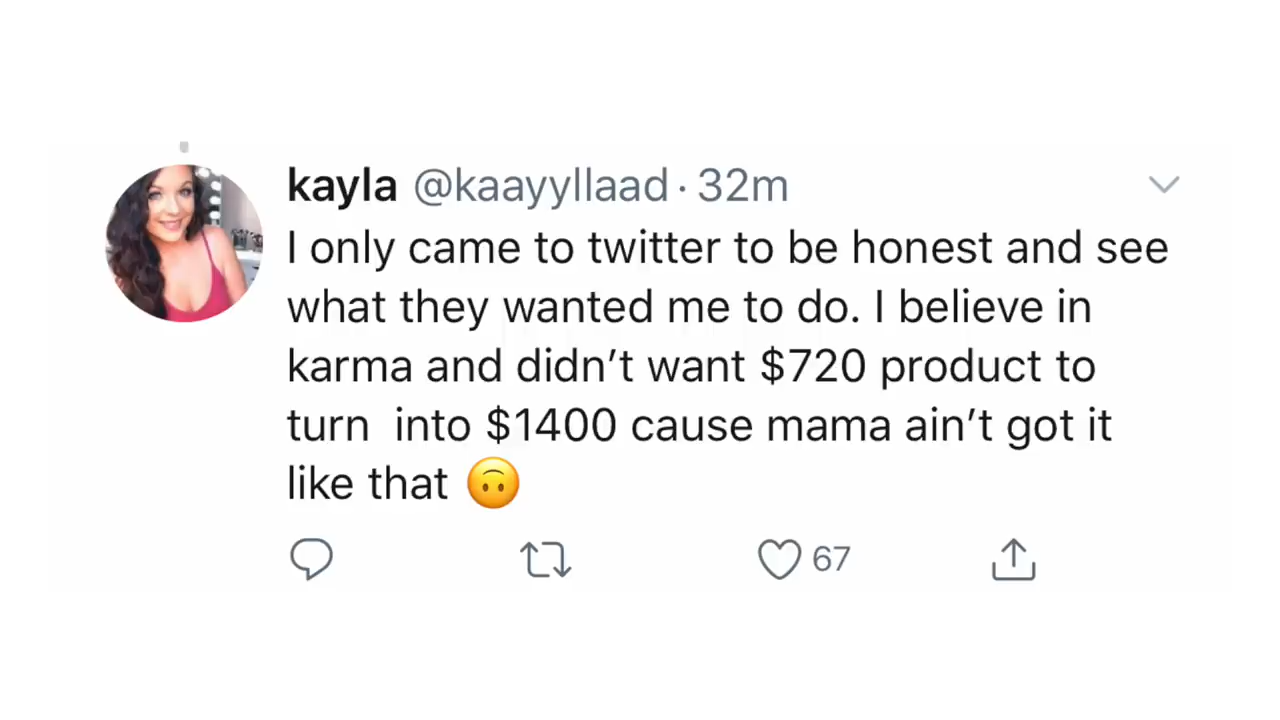 kayla @kaayyllaad · 32m
I only came to twitter to be honest and see
what they wanted me to do. I believe in
karma and didn’t want $720 product to
turn  into $1400 cause mama ain’t got it
like that 🙃
67